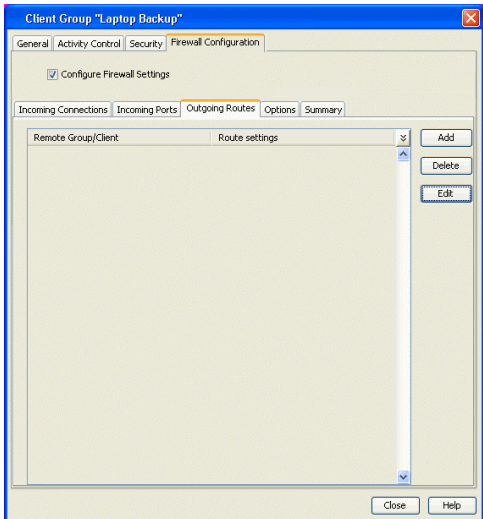 Client Group "Laptop Backup"
General Activity Control Security Firewall Configuration
Configure Firewall Settings
Incoming Connections Incoming Ports Outgoing Routes Options Summary
Remote Group/Client Route settings Add
Delete
Edit
Close Help